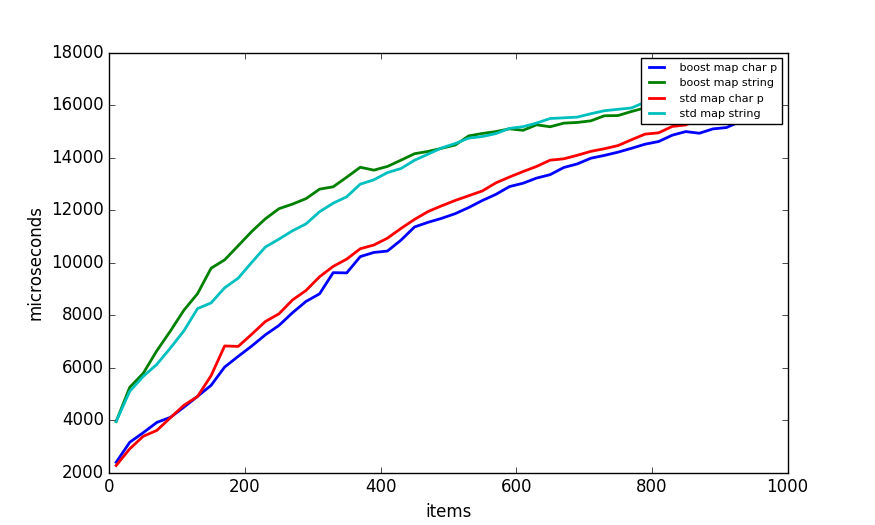 18000
16000
14000
12000
10000
8000
6000
4000
2000
microseconds
boost map char p
boost map string
std map char p
std map string
0 200 400 600 800 1000
items